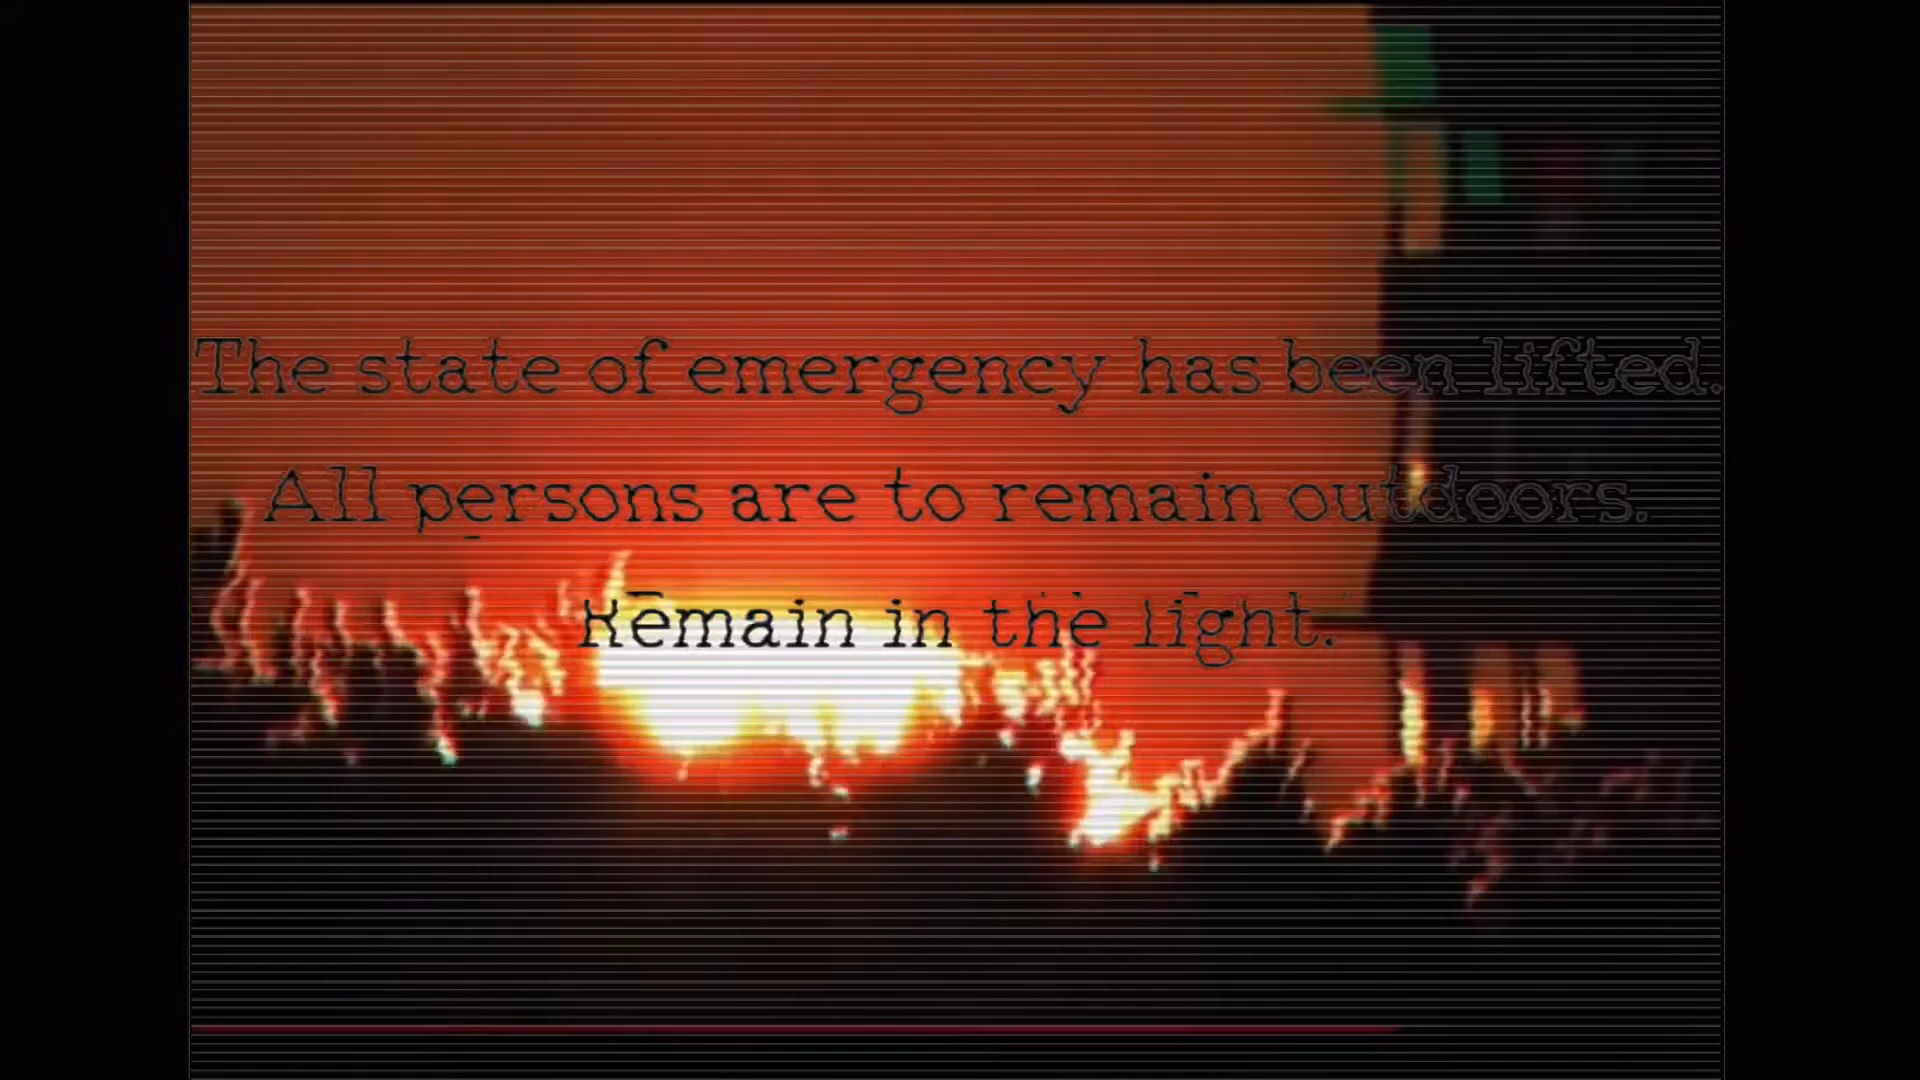 The state of emergency has been lifted.
All persons are to remain outdoors.
Remain in the light.